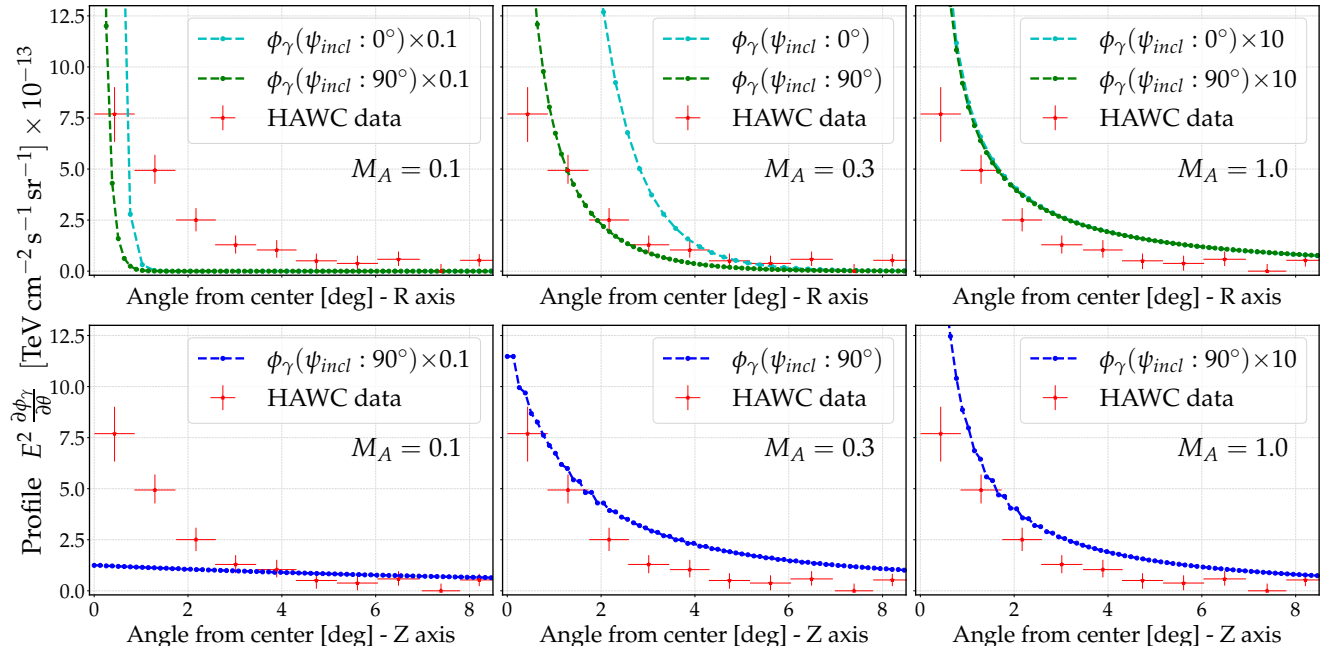 Profile E² ∂ϕγ/∂θ [TeV cm⁻² s⁻¹ sr⁻¹] × 10⁻¹³
12.5
10.0
7.5
5.0
2.5
0.0
ϕγ(ψincl : 0°)×0.1
ϕγ(ψincl : 90°)×0.1
HAWC data
MA = 0.1
Angle from center [deg] - R axis
ϕγ(ψincl : 0°)
ϕγ(ψincl : 90°)
HAWC data
MA = 0.3
Angle from center [deg] - R axis
ϕγ(ψincl : 0°)×10
ϕγ(ψincl : 90°)×10
HAWC data
MA = 1.0
Angle from center [deg] - R axis
12.5
10.0
7.5
5.0
2.5
0.0
ϕγ(ψincl : 90°)×0.1
HAWC data
MA = 0.1
0 2 4 6 8
Angle from center [deg] - Z axis
ϕγ(ψincl : 90°)
HAWC data
MA = 0.3
0 2 4 6 8
Angle from center [deg] - Z axis
ϕγ(ψincl : 90°)×10
HAWC data
MA = 1.0
0 2 4 6 8
Angle from center [deg] - Z axis